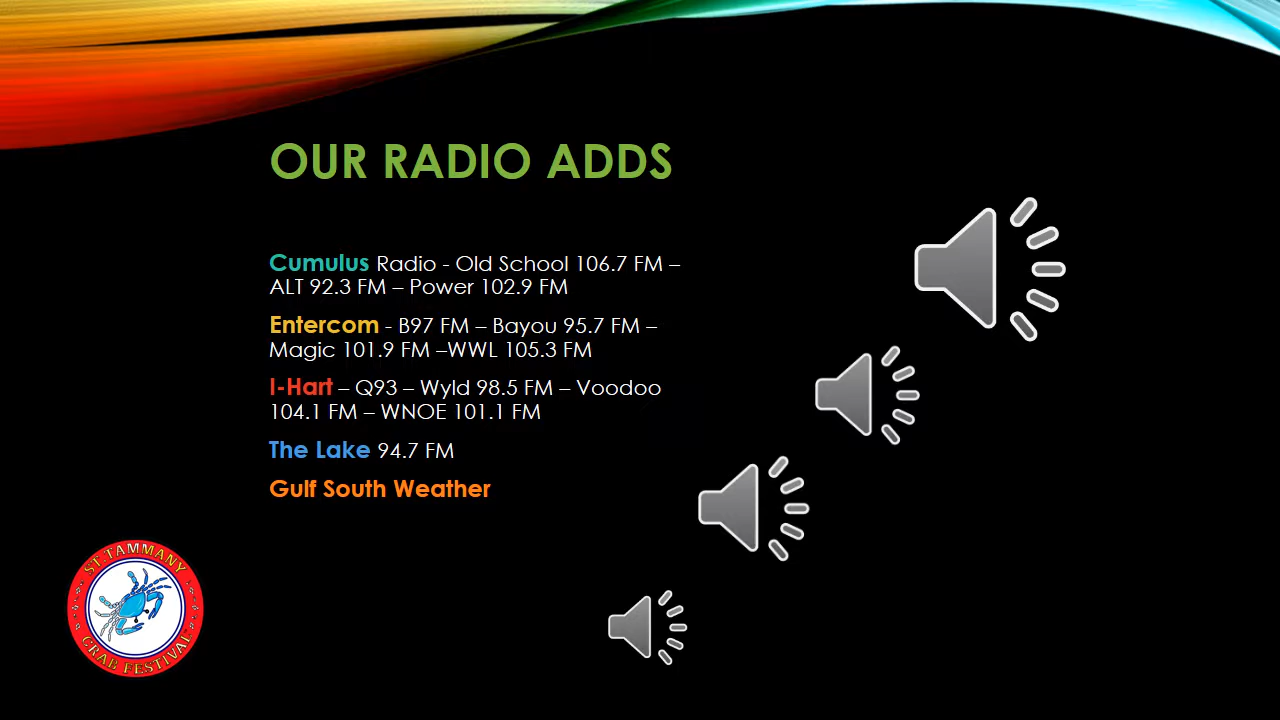 OUR RADIO ADDS
Cumulus Radio - Old School 106.7 FM –
ALT 92.3 FM – Power 102.9 FM
Entercom - B97 FM – Bayou 95.7 FM –
Magic 101.9 FM –WWL 105.3 FM
I-Hart – Q93 – Wyld 98.5 FM – Voodoo
104.1 FM – WNOE 101.1 FM
The Lake 94.7 FM
Gulf South Weather
ST. TAMMANY
CRAB FESTIVAL